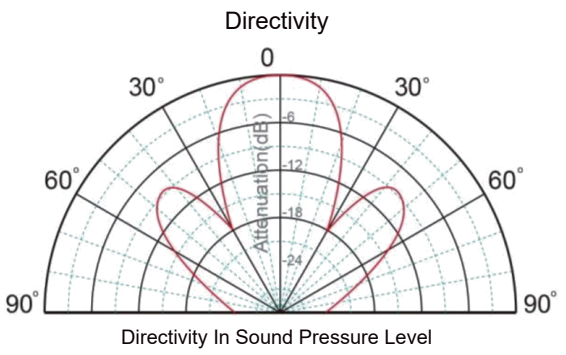 Directivity
0
30° 30°
-6
Attenuation(dB)
-12
60° 60°
-18
-24
90° 90°
Directivity In Sound Pressure Level